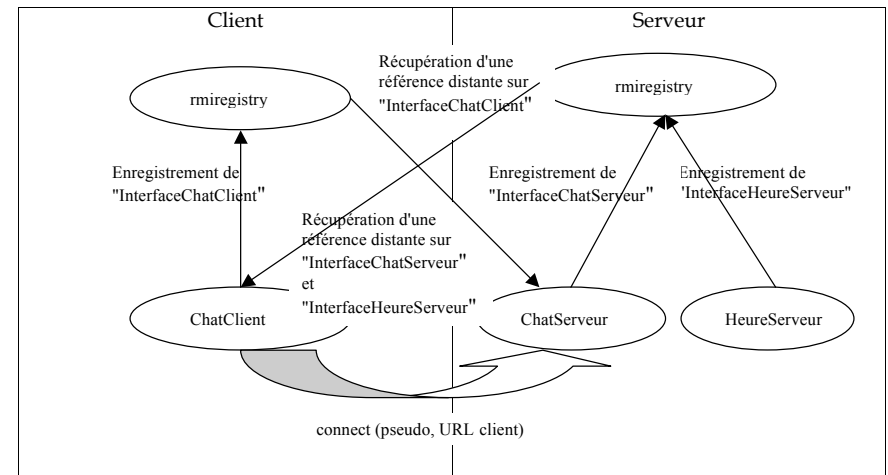 Client
Serveur
Récupération d'une
référence distante sur
"InterfaceChatClient"
rmiregistry
rmiregistry
Enregistrement de
"InterfaceChatClient"
Enregistrement de
"InterfaceChatServeur"
Enregistrement de
"InterfaceHeureServeur"
Récupération d'une
référence distante sur
"InterfaceChatServeur"
et
"InterfaceHeureServeur"
ChatClient
ChatServeur
HeureServeur
connect (pseudo, URL client)